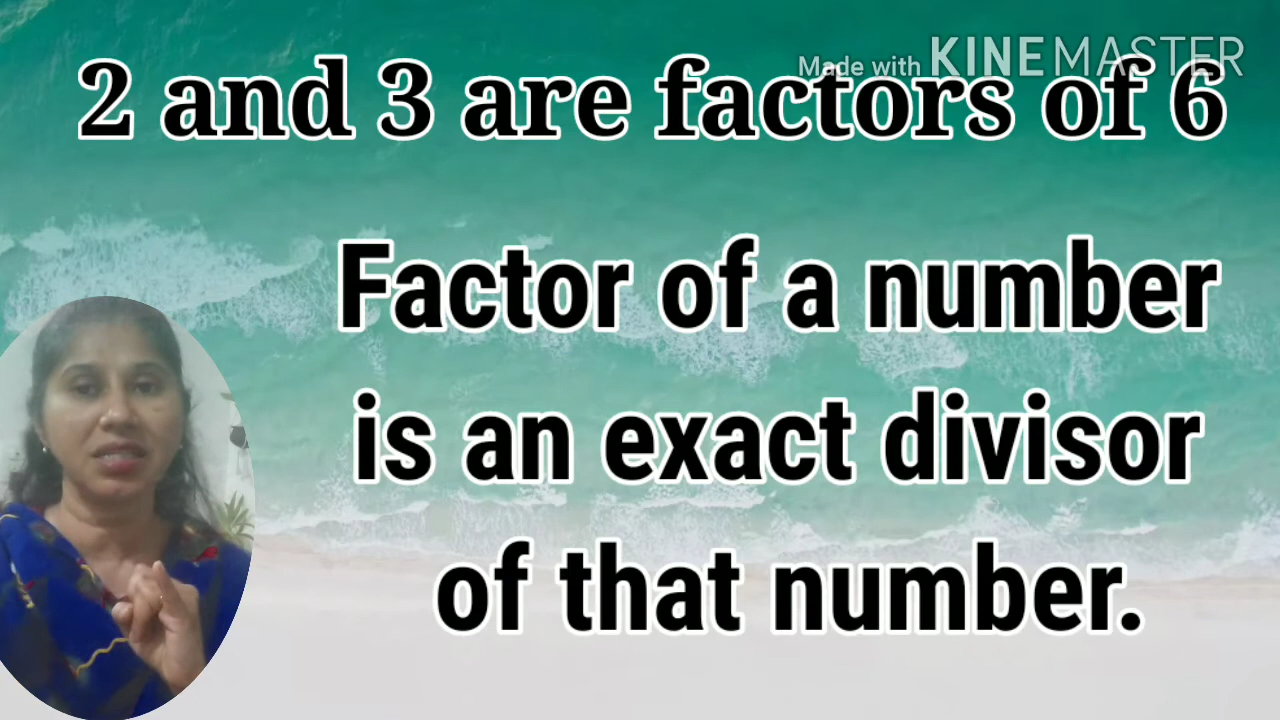 Made with KINEMASTER
2 and 3 are factors of 6
Factor of a number
is an exact divisor
of that number.